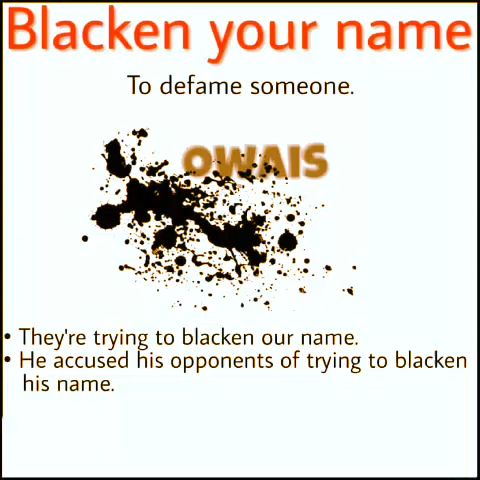 Blacken your name
To defame someone.
OWAIS
• They're trying to blacken our name.
• He accused his opponents of trying to blacken
his name.